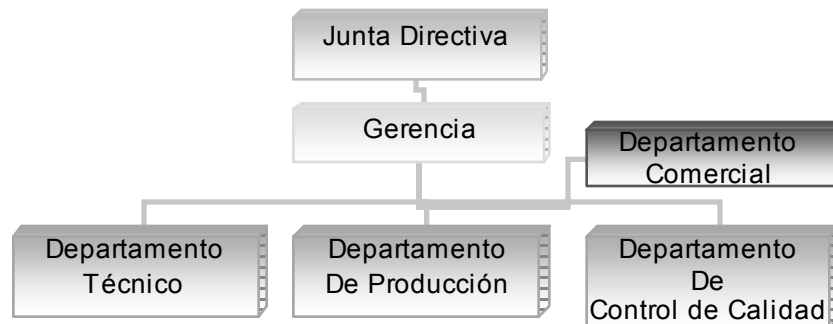 Junta Directiva
Gerencia
Departamento
Comercial
Departamento
Técnico
Departamento
De Producción
Departamento
De
Control de Calidad